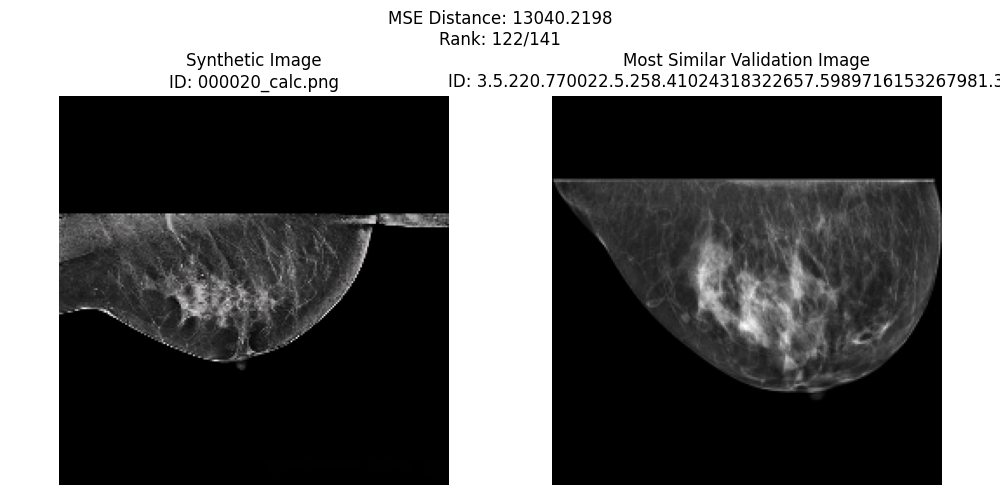 MSE Distance: 13040.2198
Rank: 122/141
Synthetic Image
ID: 000020_calc.png
Most Similar Validation Image
ID: 3.5.220.770022.5.258.41024318322657.5989716153267981.3